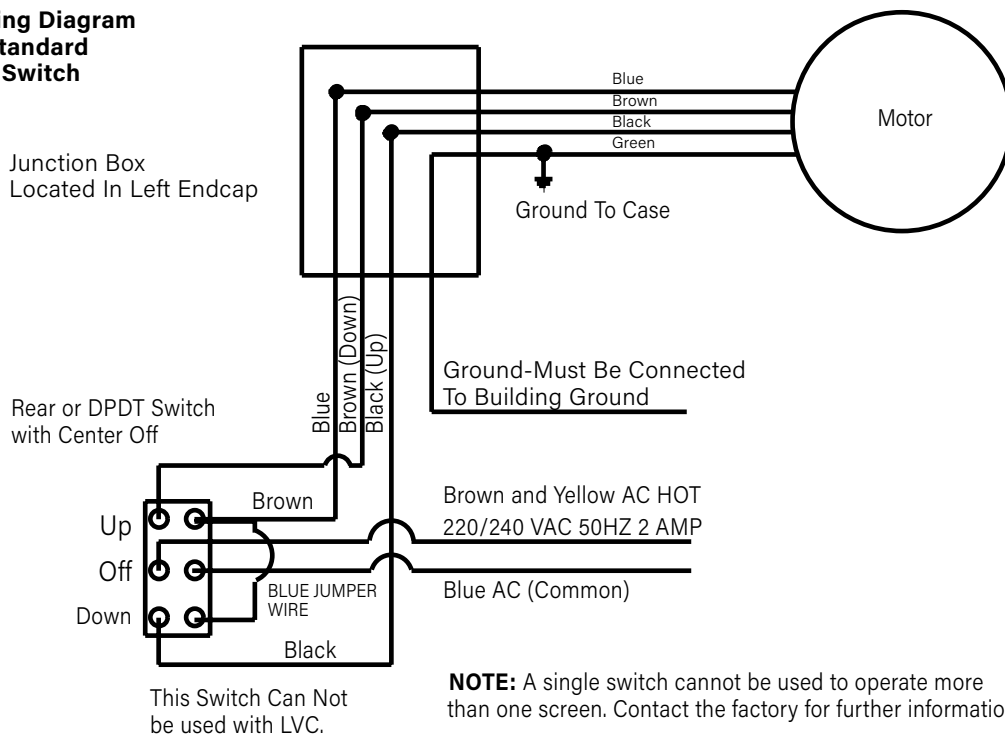 ing Diagram
tandard
Switch
Junction Box
Located In Left Endcap
Blue
Brown
Black
Green
Motor
Ground To Case
Blue
Brown (Down)
Black (Up)
Ground-Must Be Connected
To Building Ground
Rear or DPDT Switch
with Center Off
Up
Off
Down
Brown
BLUE JUMPER
WIRE
Black
Brown and Yellow AC HOT
220/240 VAC 50HZ 2 AMP
Blue AC (Common)
This Switch Can Not
be used with LVC.
NOTE: A single switch cannot be used to operate more
than one screen. Contact the factory for further informatio